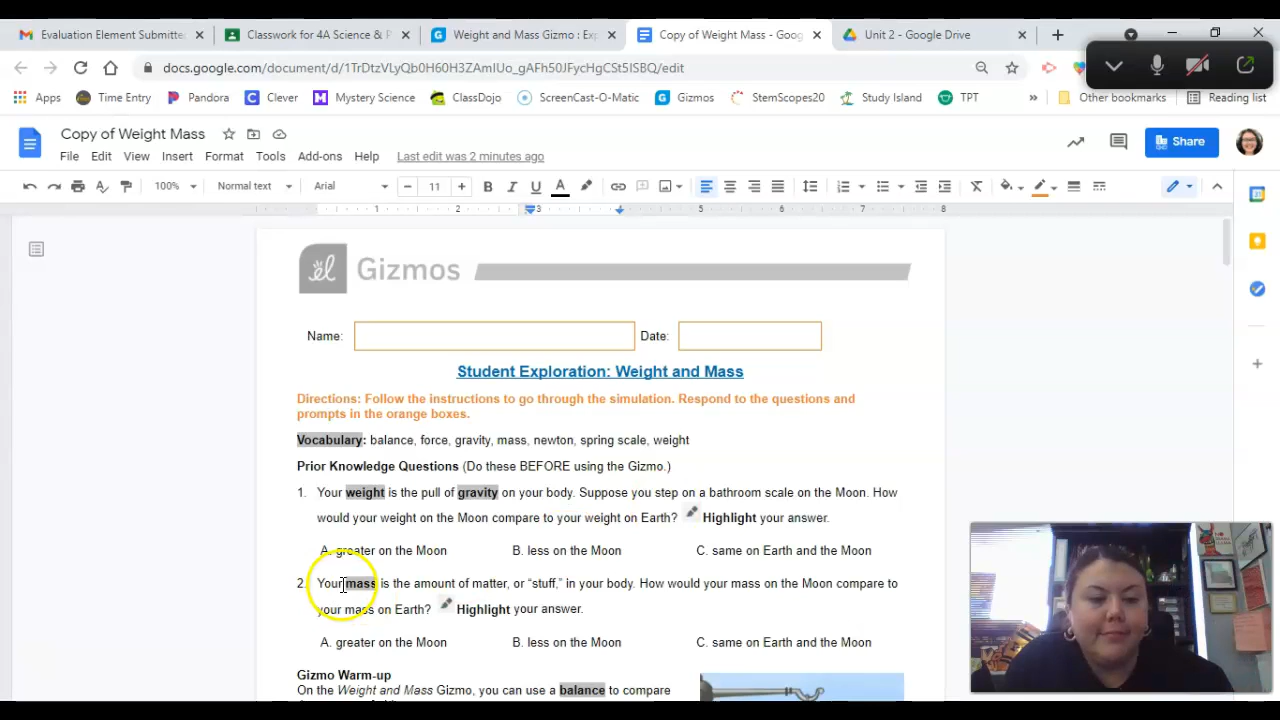 Evaluation Element Submitte
Classwork for 4A Science & P
Weight and Mass Gizmo : Exp
Copy of Weight Mass - Goog
Unit 2 - Google Drive
docs.google.com/document/d/1TrDtzVLyQb0H60H3ZAmIUo_gAFh50JFycHgCSt5ISBQ/edit
Apps
Time Entry
Pandora
Clever
Mystery Science
ClassDojo
ScreenCast-O-Matic
Gizmos
StemScopes20
Study Island
TPT
»
Other bookmarks
Reading list
Copy of Weight Mass
Share
File Edit View Insert Format Tools Add-ons Help Last edit was 2 minutes ago
100% Normal text Arial 11 B I U A
1 2 3 5 6 7 8
el Gizmos
Name: Date:
Student Exploration: Weight and Mass
Directions: Follow the instructions to go through the simulation. Respond to the questions and
prompts in the orange boxes.
Vocabulary: balance, force, gravity, mass, newton, spring scale, weight
Prior Knowledge Questions (Do these BEFORE using the Gizmo.)
1. Your weight is the pull of gravity on your body. Suppose you step on a bathroom scale on the Moon. How
would your weight on the Moon compare to your weight on Earth? Highlight your answer.
A. greater on the Moon B. less on the Moon C. same on Earth and the Moon
2. Your mass is the amount of matter, or “stuff,” in your body. How would your mass on the Moon compare to
your mass on Earth? Highlight your answer.
A. greater on the Moon B. less on the Moon C. same on Earth and the Moon
Gizmo Warm-up
On the Weight and Mass Gizmo, you can use a balance to compare